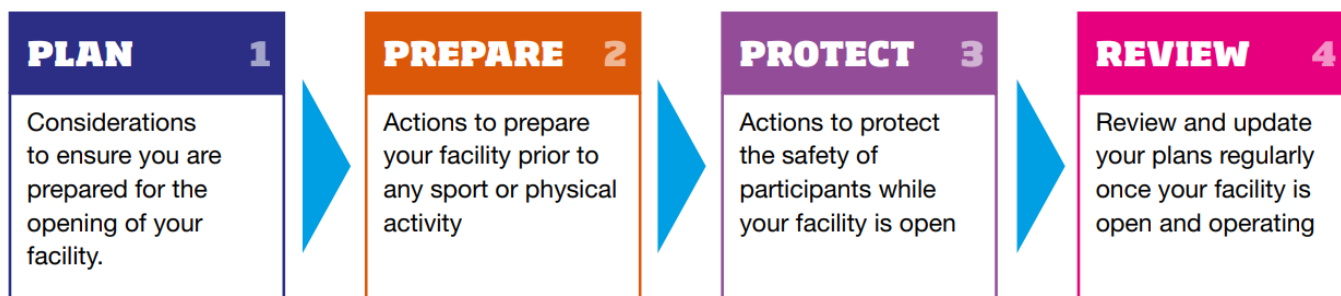 PLAN 1
Considerations
to ensure you are
prepared for the
opening of your
facility.
PREPARE 2
Actions to prepare
your facility prior to
any sport or physical
activity
PROTECT 3
Actions to protect
the safety of
participants while
your facility is open
REVIEW 4
Review and update
your plans regularly
once your facility is
open and operating